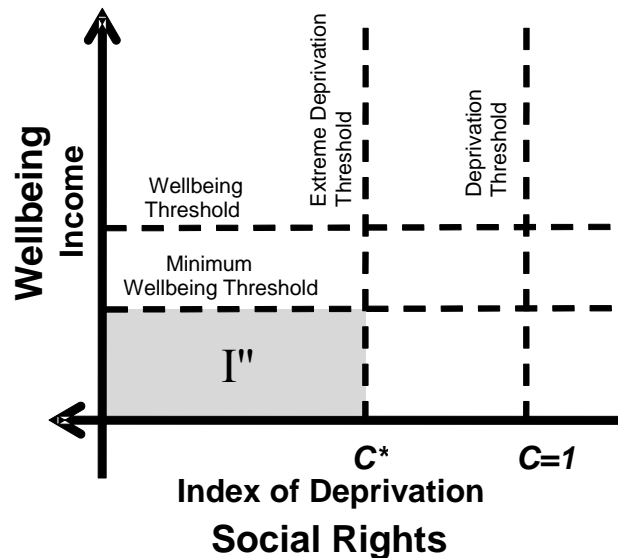 Wellbeing
Income
Extreme Deprivation
Threshold
Deprivation
Threshold
Wellbeing
Threshold
Minimum
Wellbeing Threshold
I"
C*
C=1
Index of Deprivation
Social Rights